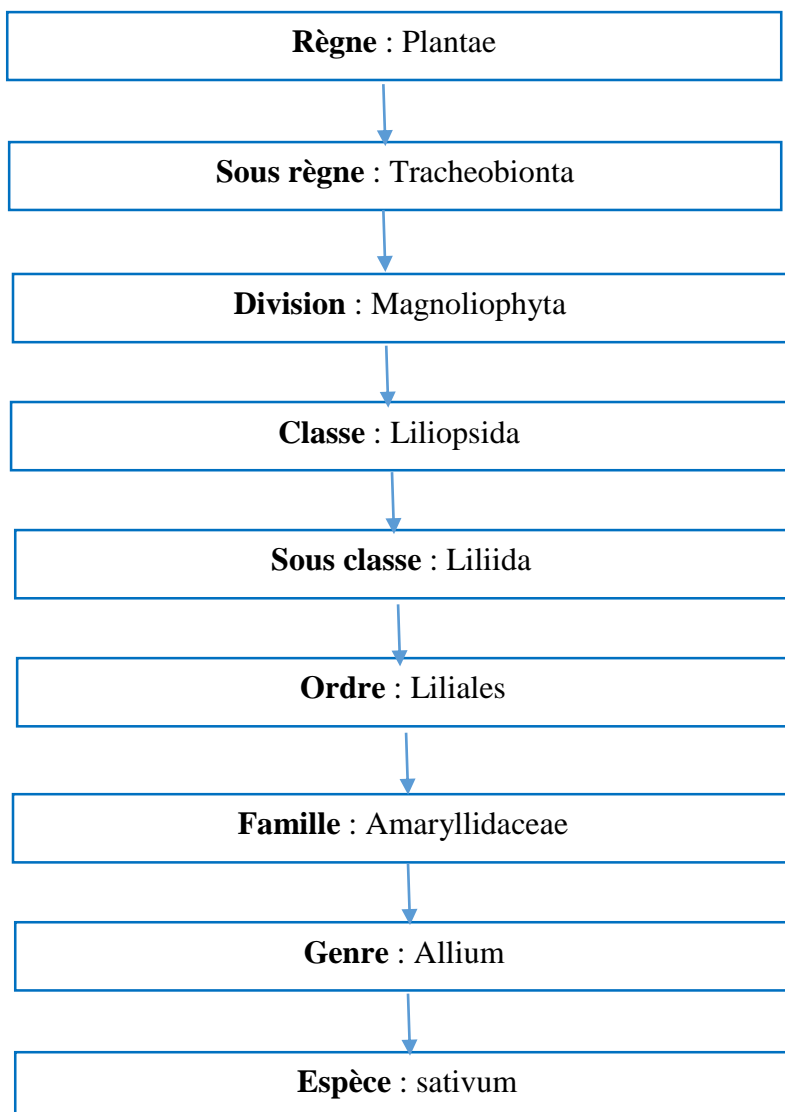 Règne : Plantae
Sous règne : Tracheobionta
Division : Magnoliophyta
Classe : Liliopsida
Sous classe : Liliida
Ordre : Liliales
Famille : Amaryllidaceae
Genre : Allium
Espèce : sativum